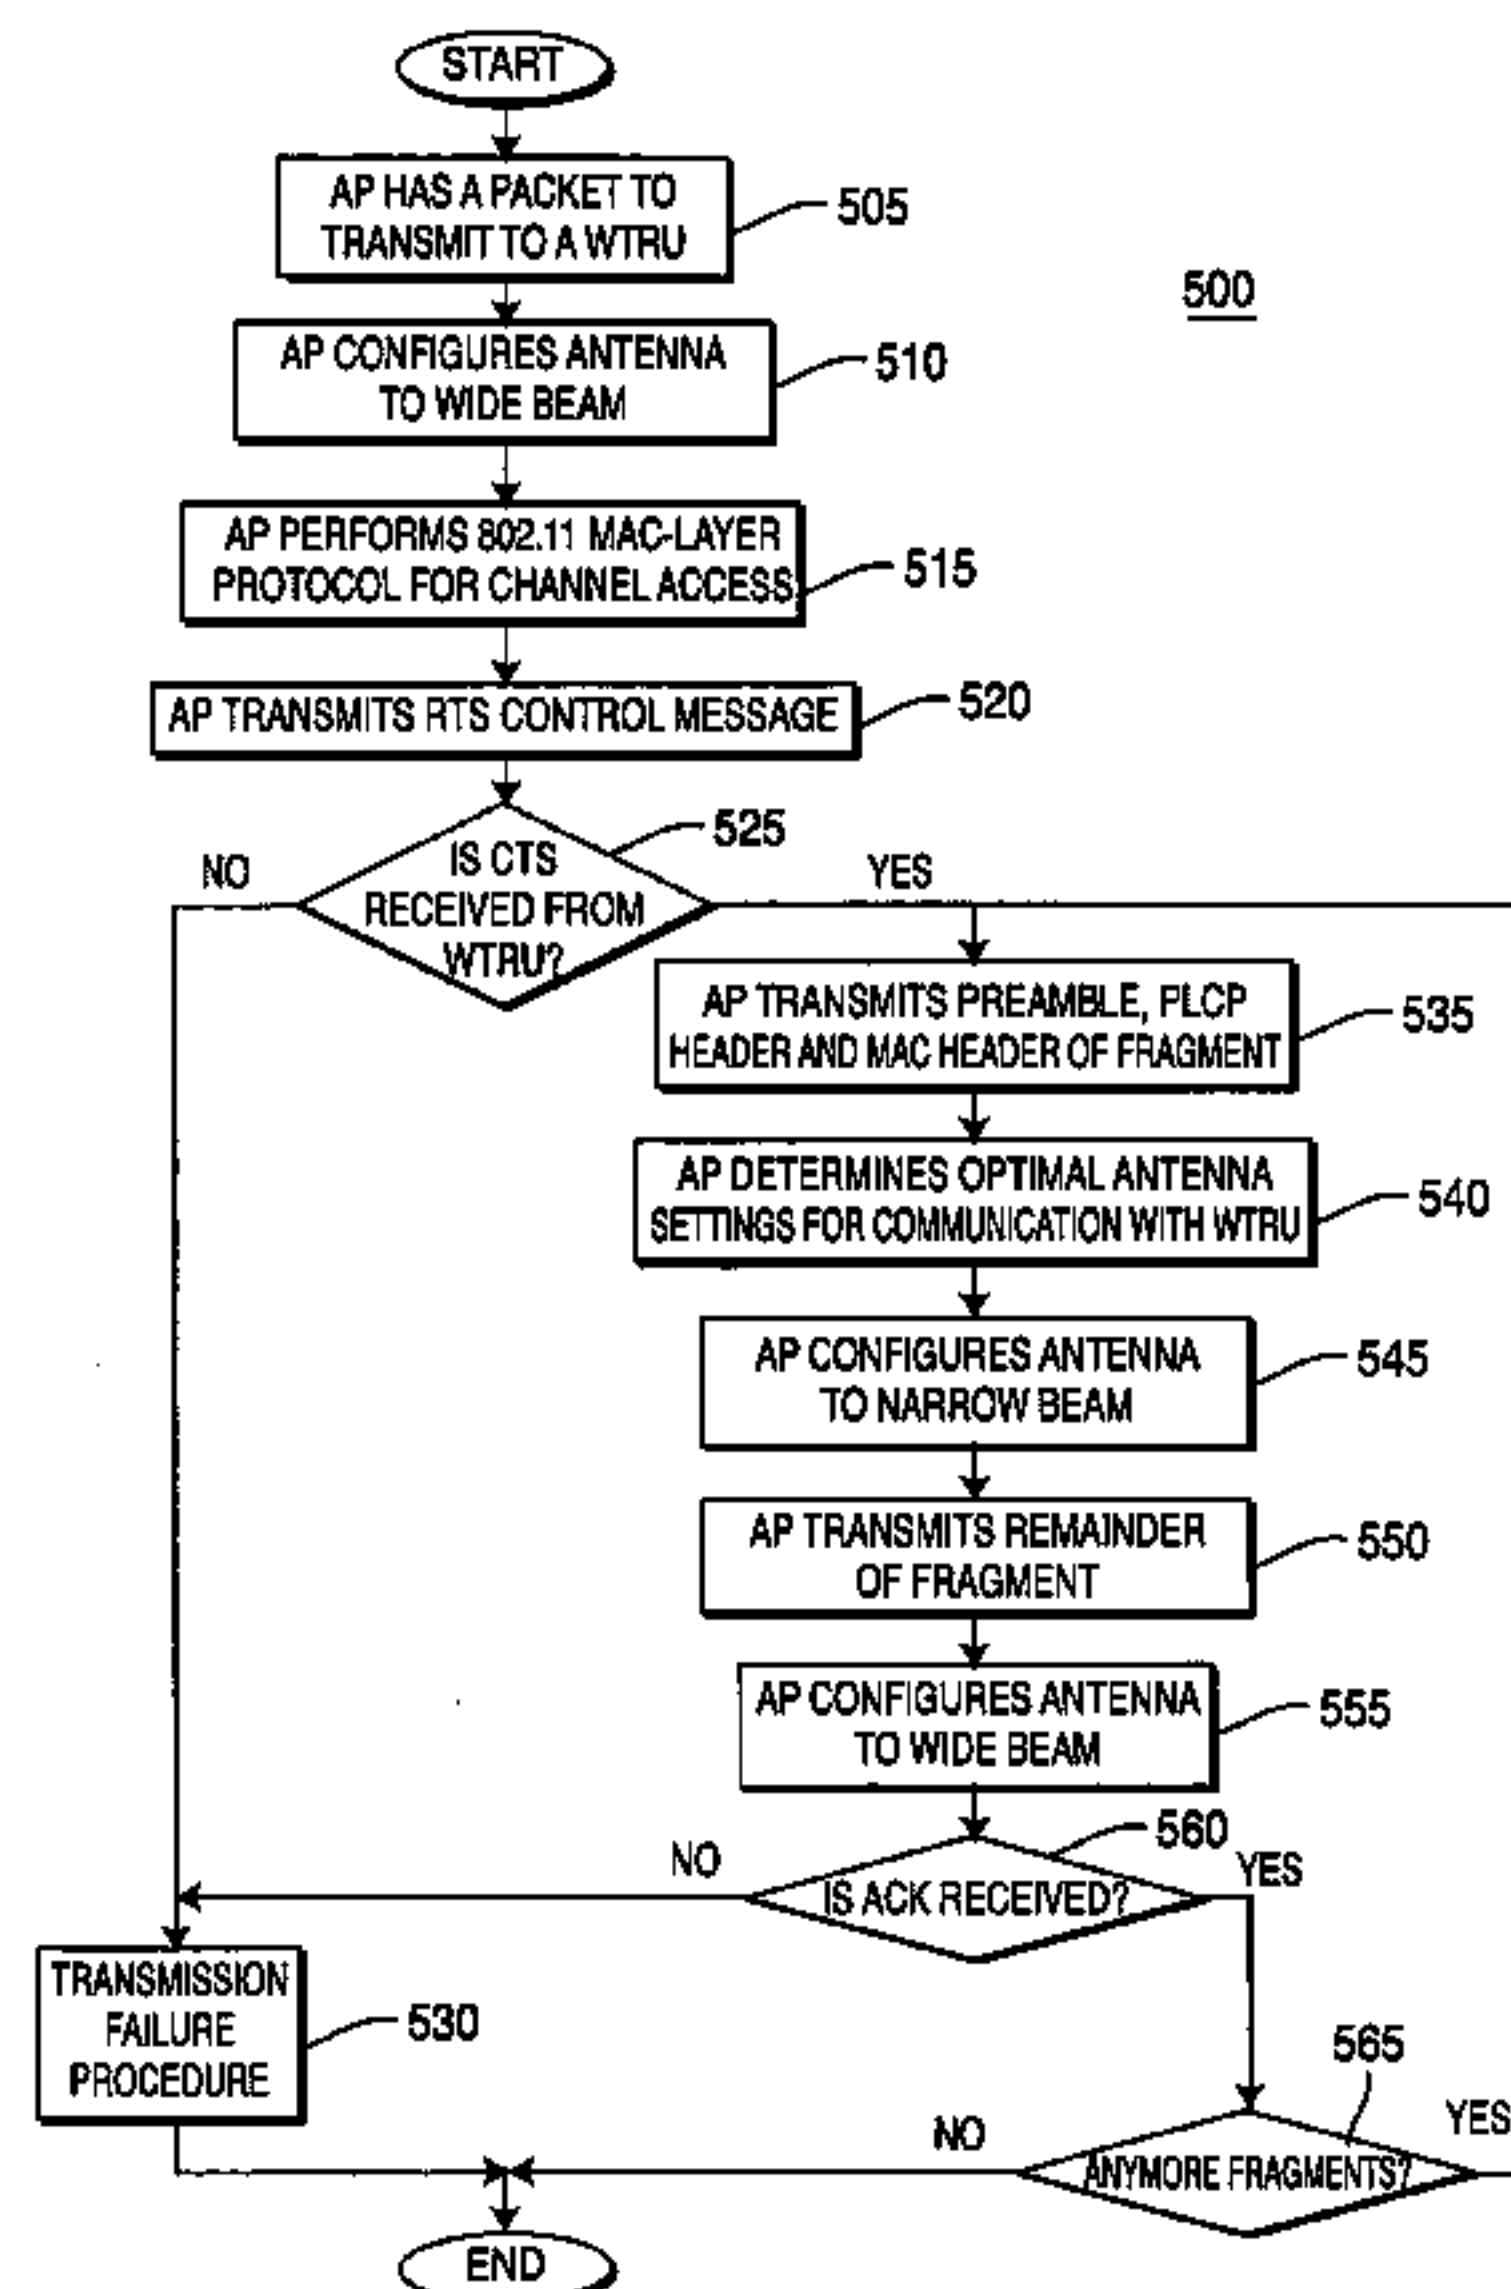 START
AP HAS A PACKET TO
TRANSMIT TO A WTRU
505
500
AP CONFIGURES ANTENNA
TO WIDE BEAM
510
AP PERFORMS 802.11 MAC-LAYER
PROTOCOL FOR CHANNEL ACCESS
515
AP TRANSMITS RTS CONTROL MESSAGE
520
525
NO
IS CTS
RECEIVED FROM
WTRU?
YES
AP TRANSMITS PREAMBLE, PLCP
HEADER AND MAC HEADER OF FRAGMENT
535
AP DETERMINES OPTIMAL ANTENNA
SETTINGS FOR COMMUNICATION WITH WTRU
540
AP CONFIGURES ANTENNA
TO NARROW BEAM
545
AP TRANSMITS REMAINDER
OF FRAGMENT
550
AP CONFIGURES ANTENNA
TO WIDE BEAM
555
560
NO
IS ACK RECEIVED?
YES
TRANSMISSION
FAILURE
PROCEDURE
530
565
NO
ANYMORE FRAGMENTS?
YES
END